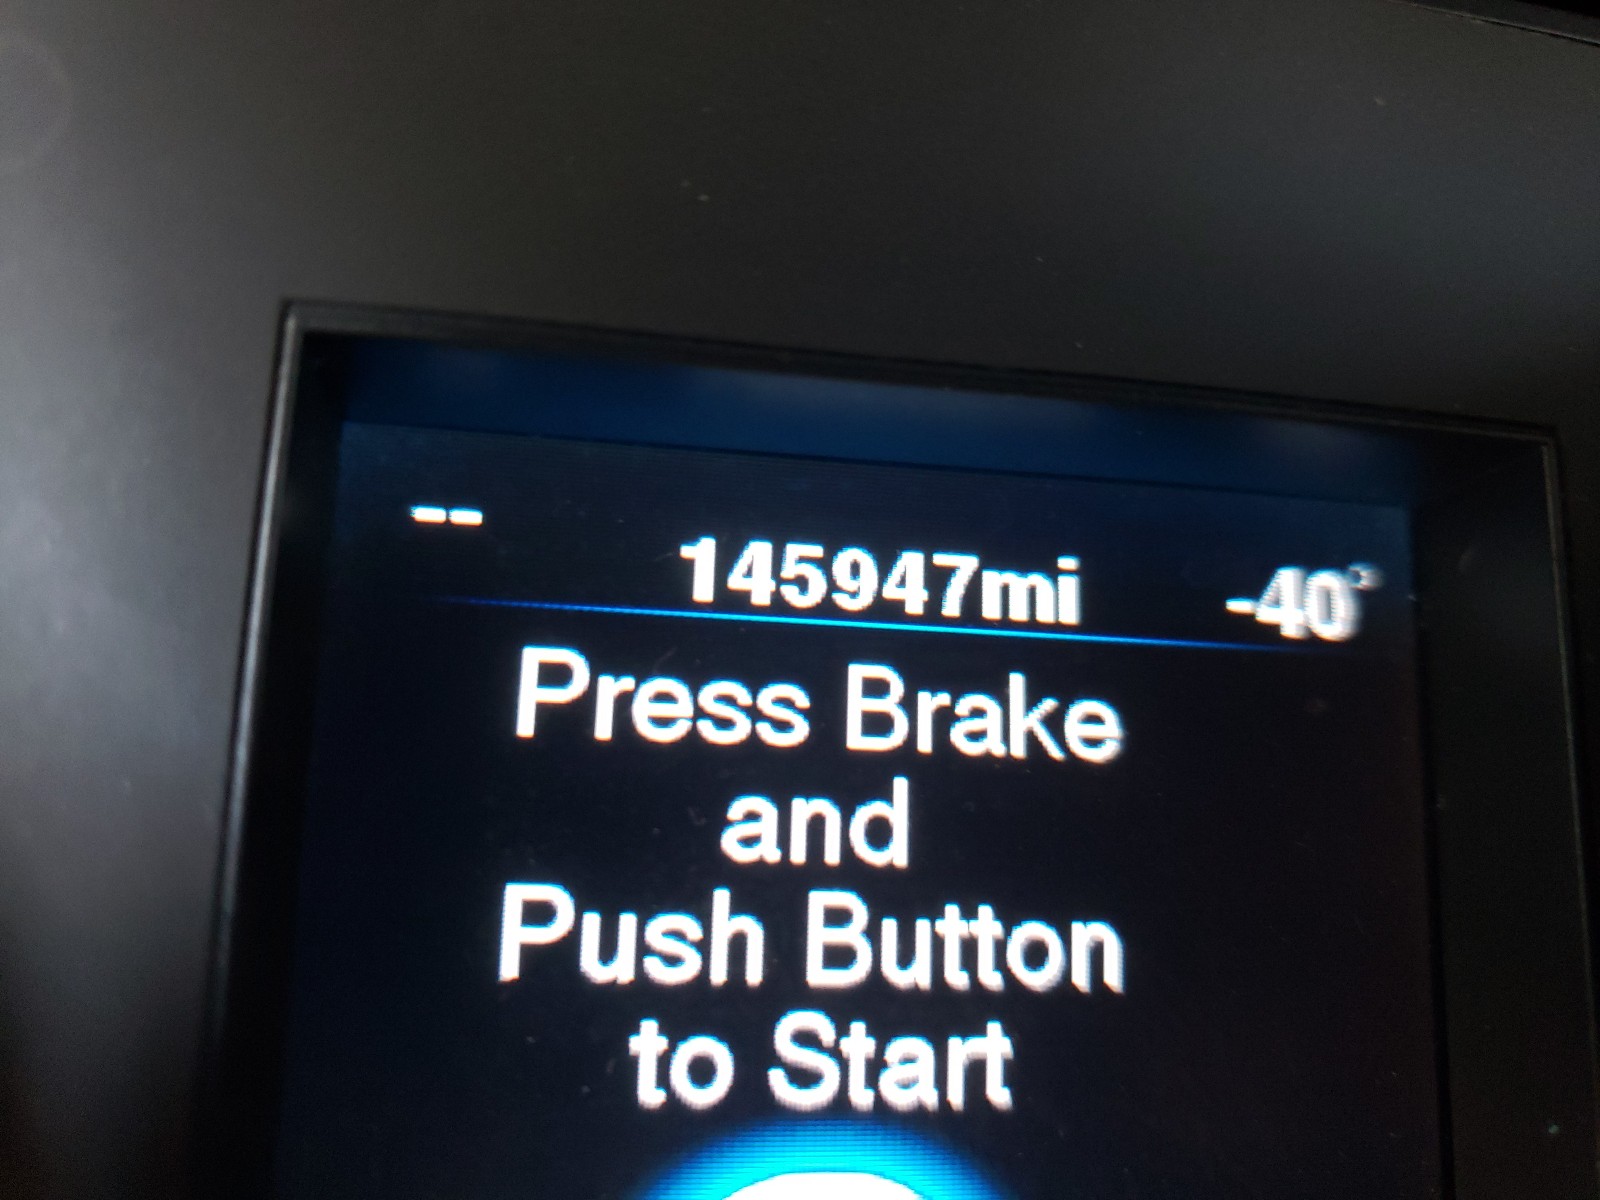 -- 145947mi -40°
Press Brake
and
Push Button
to Start